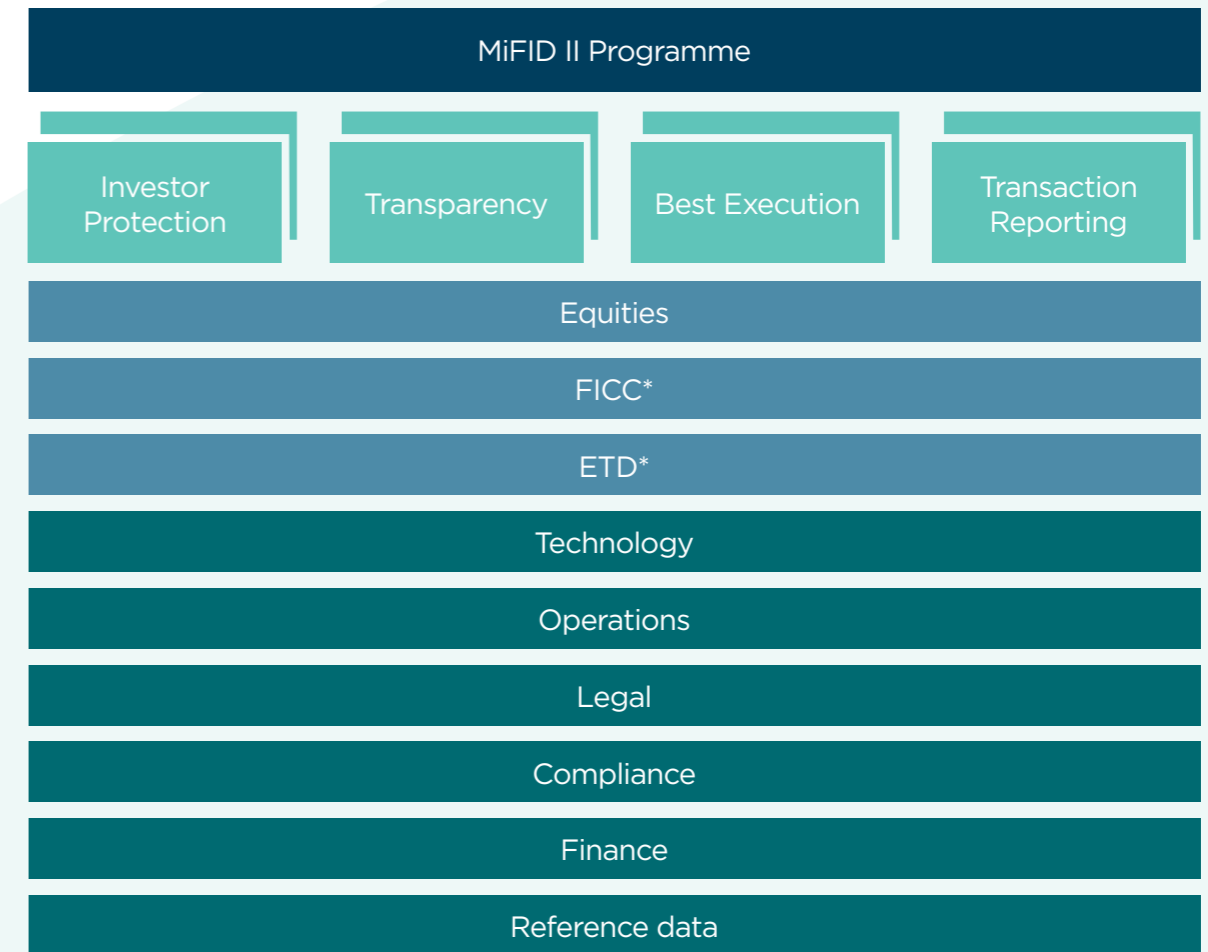 MiFID II Programme
Investor
Protection
Transparency
Best Execution
Transaction
Reporting
Equities
FICC*
ETD*
Technology
Operations
Legal
Compliance
Finance
Reference data